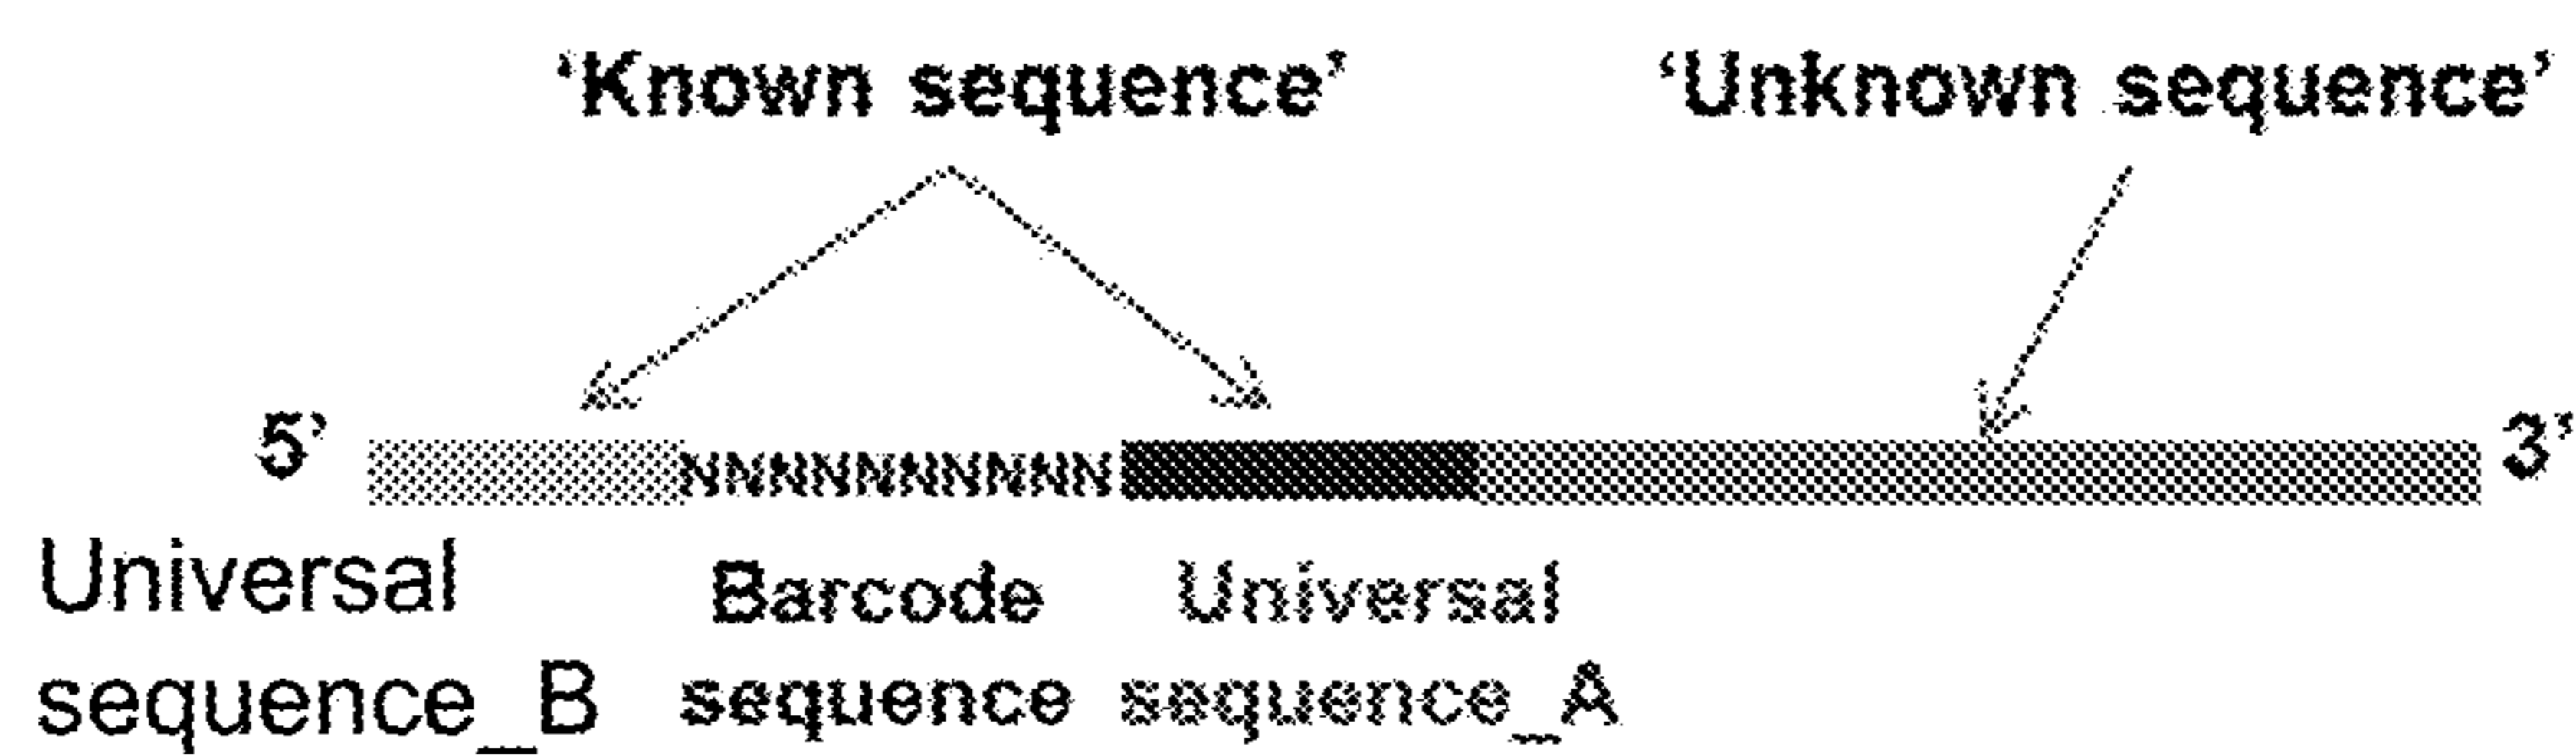 ‘Known sequence’ ‘Unknown sequence’
5’ NNNNNNNNNN 3’
Universal Barcode Universal
sequence_B sequence sequence_A